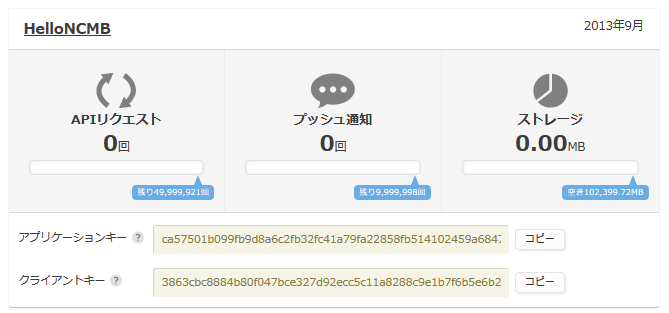 HelloNCMB
2013年9月
APIリクエスト
0回
残り49,999,921回
プッシュ通知
0回
残り9,999,998回
ストレージ
0.00MB
空き102,399.72MB
アプリケーションキー ? ca57501b099fb9d8a6c2fb32fc41a79fa22858fb514102459a6847 コピー
クライアントキー ? 3863cbc8884b80f047bce327d92ecc5c11a8288c9e1b7f6b5e6b2 コピー